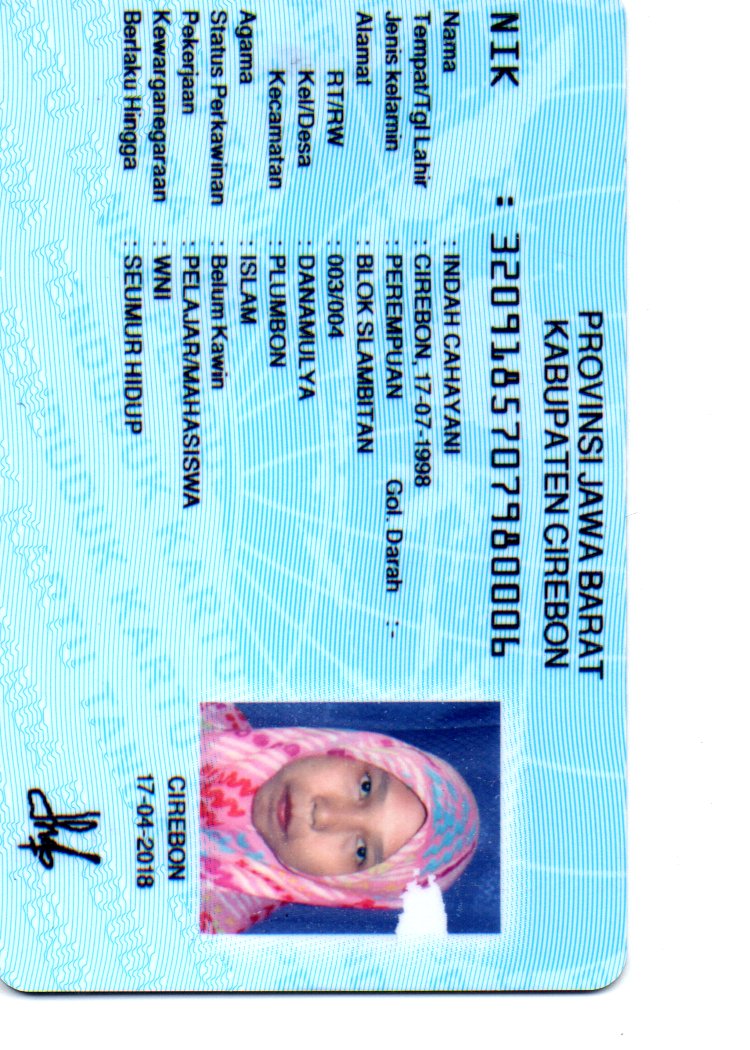 PROVINSI JAWA BARAT
KABUPATEN CIREBON
NIK : 3209185707980006
Nama : INDAH CAHAYANI
Tempat/Tgl Lahir : CIREBON, 17-07-1998
Jenis kelamin : PEREMPUAN Gol. Darah : -
Alamat : BLOK SLAMBITAN
RT/RW : 003/004
Kel/Desa : DANAMULYA
Kecamatan : PLUMBON
Agama : ISLAM
Status Perkawinan : Belum Kawin
Pekerjaan : PELAJAR/MAHASISWA
Kewarganegaraan : WNI
Berlaku Hingga : SEUMUR HIDUP
CIREBON
17-04-2018